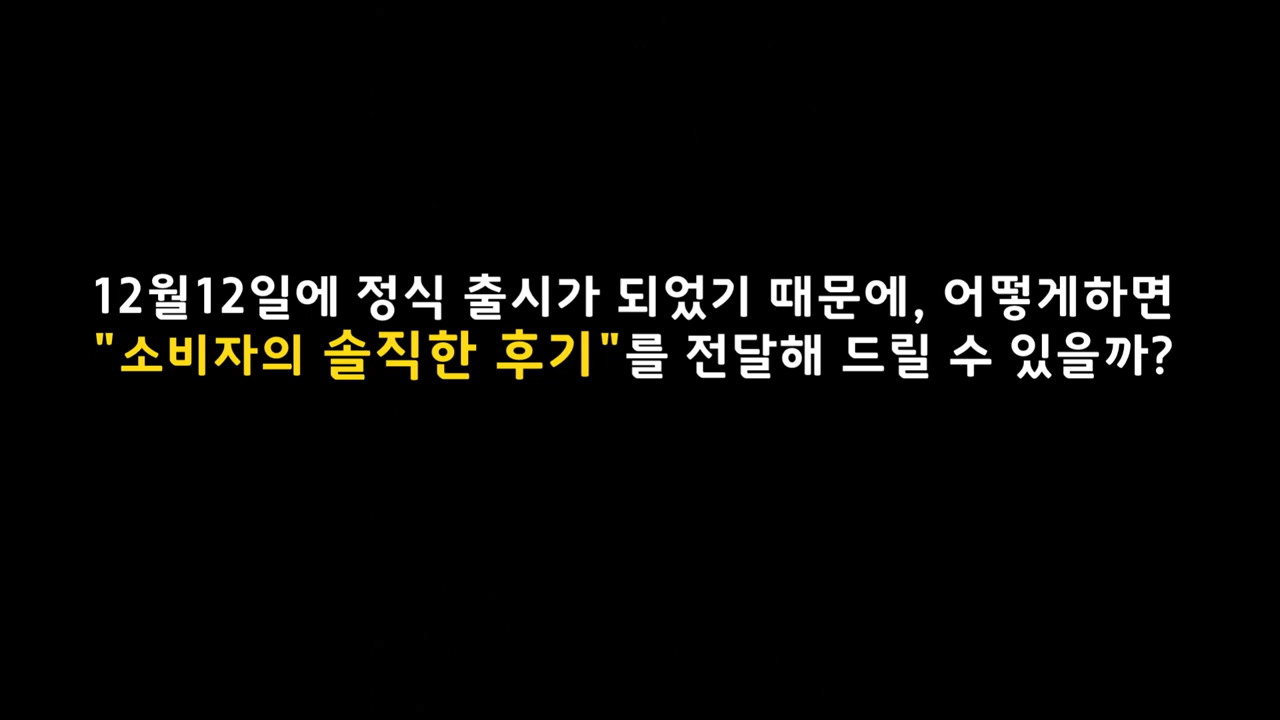 12월12일에 정식 출시가 되었기 때문에, 어떻게하면
"소비자의 솔직한 후기"를 전달해 드릴 수 있을까?